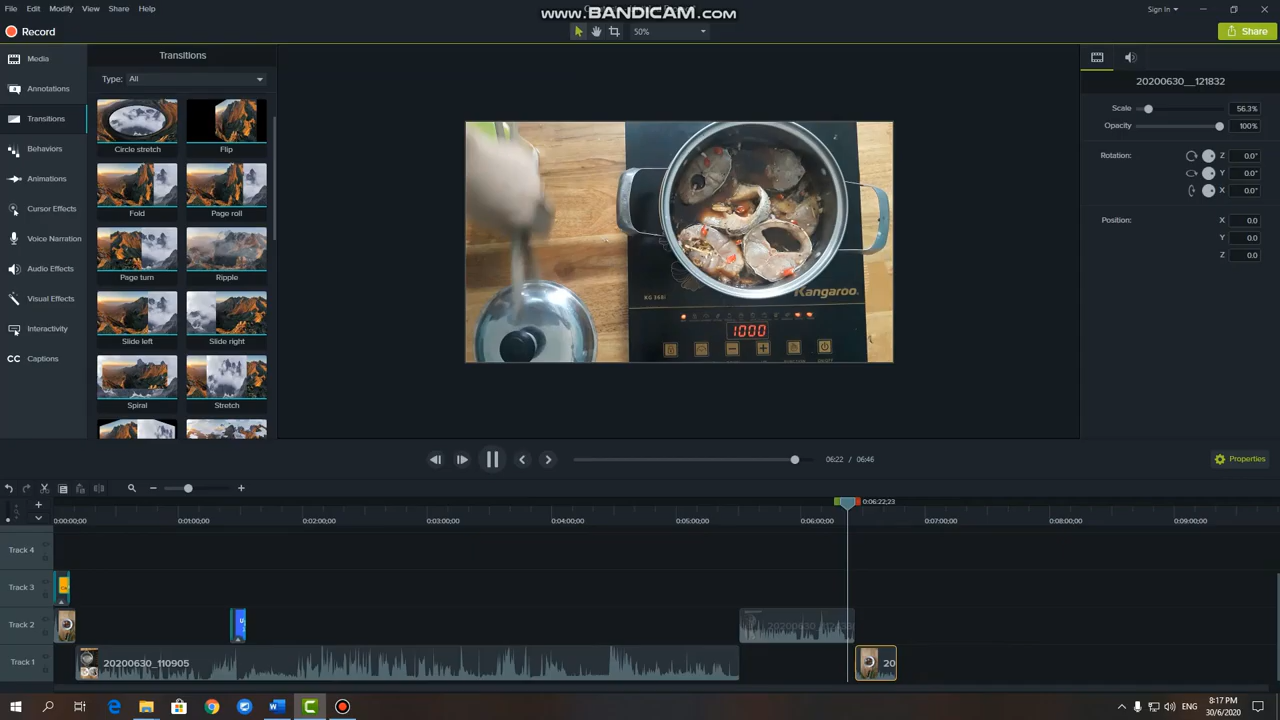 File Edit Modify View Share Help
www.BANDICAM.com
Sign In
Record
50%
Share
Media
Annotations
Transitions
Behaviors
Animations
Cursor Effects
Voice Narration
Audio Effects
Visual Effects
Interactivity
CC Captions
Transitions
Type: All
Circle stretch Flip
Fold Page roll
Page turn Ripple
Slide left Slide right
Spiral Stretch
KG 368i
Kangaroo
1000
ON/OFF
20200630__121832
Scale 56.3%
Opacity 100%
Rotation: Z 0.0°
Y 0.0°
X 0.0°
Position: X 0.0
Y 0.0
Z 0.0
06:22 / 06:46
Properties
0:06:22;23
0:00:00;00 0:01:00;00 0:02:00;00 0:03:00;00 0:04:00;00 0:05:00;00 0:06:00;00 0:07:00;00 0:08:00;00 0:09:00;00
Track 4
Track 3
Track 2
Track 1 20200630_110905 20
ENG 8:17 PM
30/6/2020